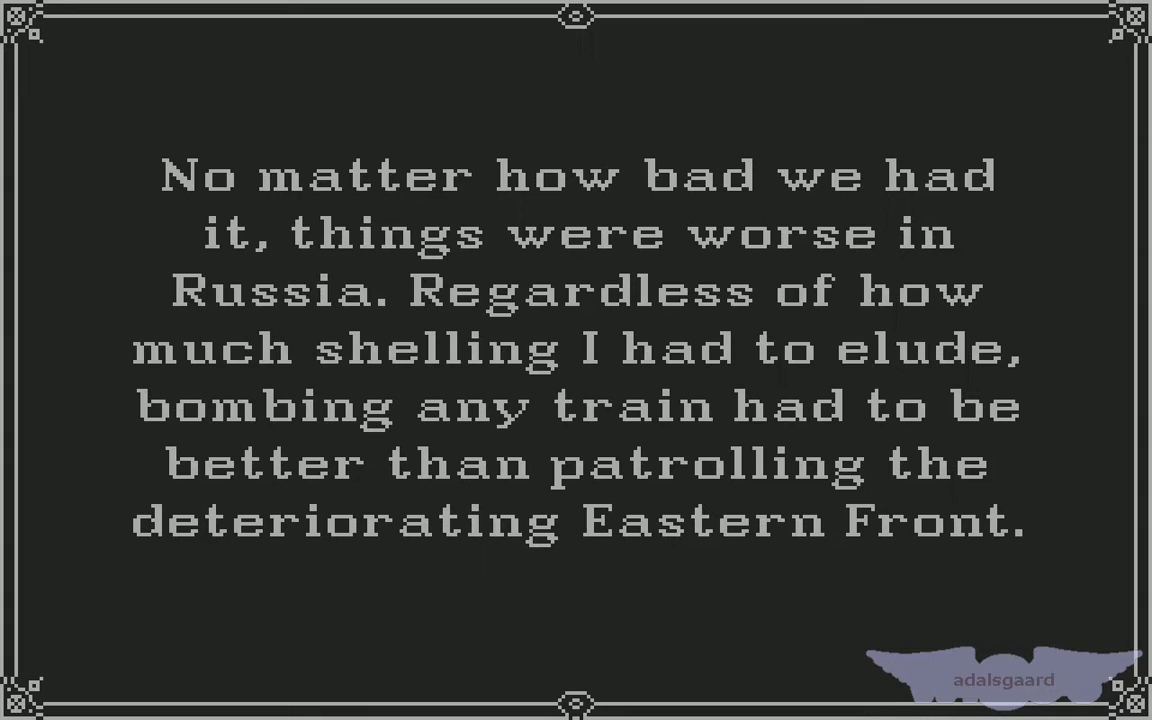 No matter how bad we had
it, things were worse in
Russia. Regardless of how
much shelling I had to elude,
bombing any train had to be
better than patrolling the
deteriorating Eastern Front.
adalsgaard